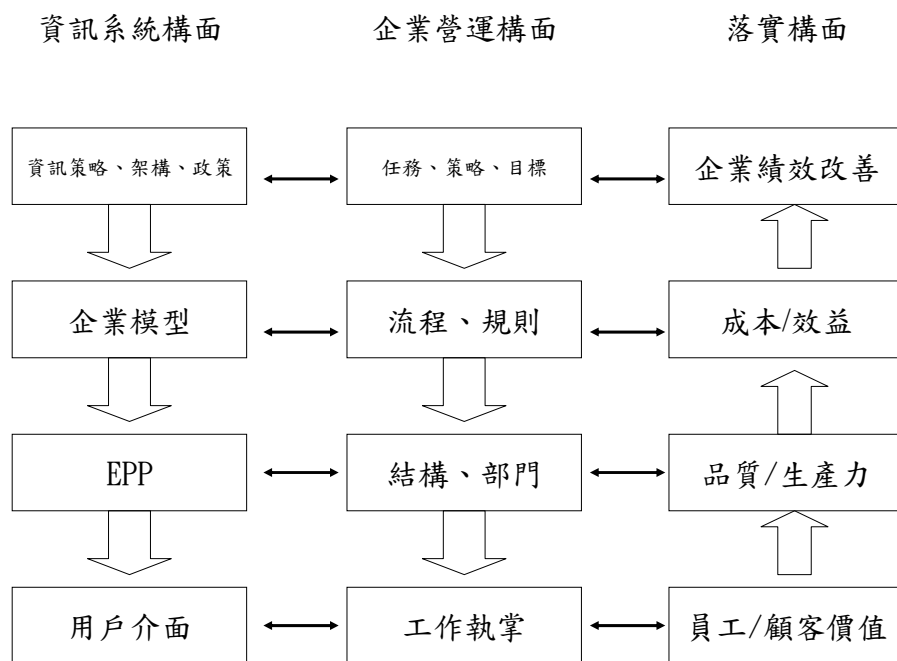 資訊系統構面 企業營運構面 落實構面
資訊策略、架構、政策 任務、策略、目標 企業績效改善
企業模型 流程、規則 成本/效益
EPP 結構、部門 品質/生產力
用戶介面 工作執掌 員工/顧客價值